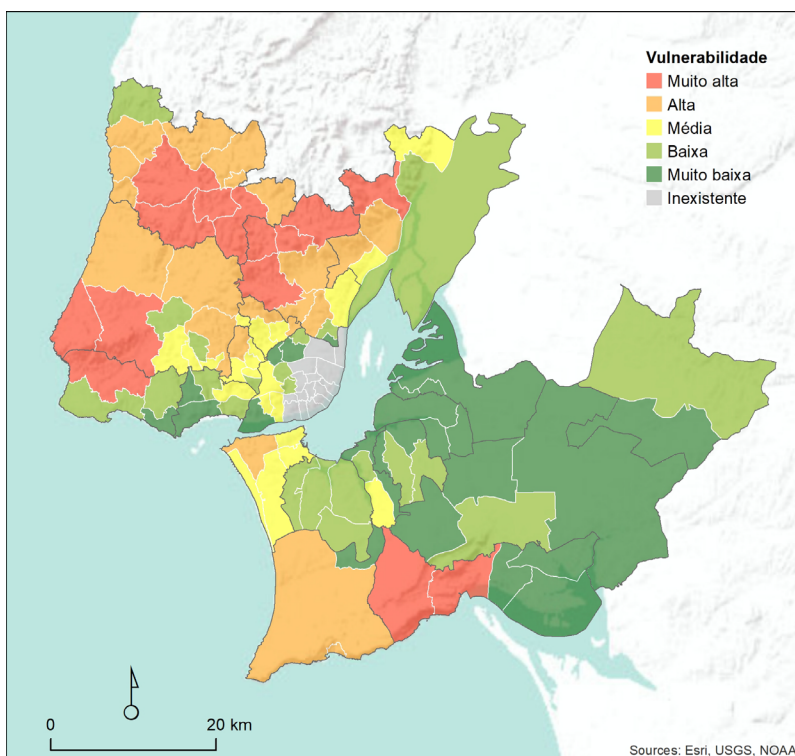 Vulnerabilidade
Muito alta
Alta
Média
Baixa
Muito baixa
Inexistente
0 20 km
Sources: Esri, USGS, NOAA